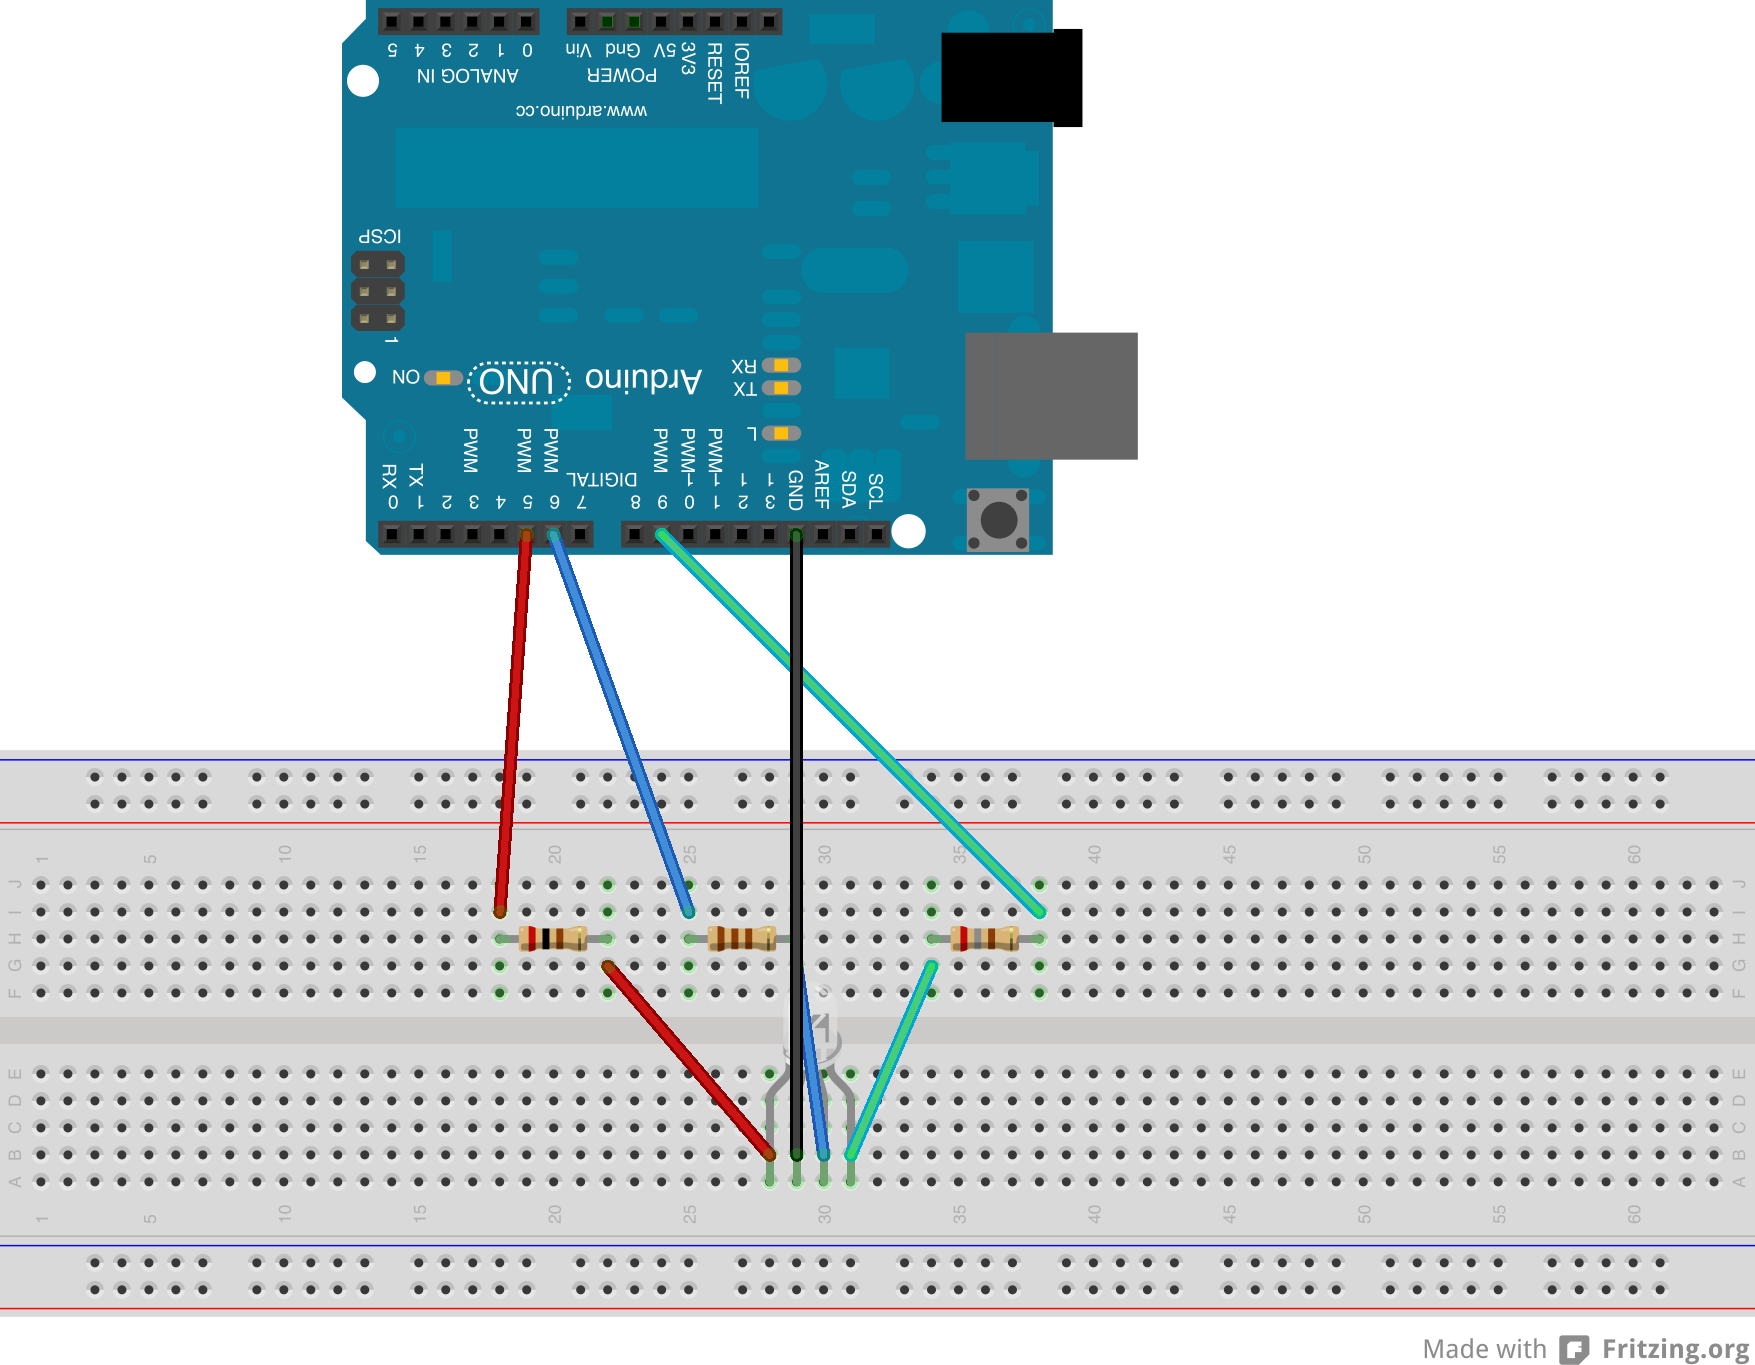 5 4 3 2 1 0 Vin Gnd 5V 3V3 RESET IOREF
ANALOG IN POWER
www.arduino.cc
ICSP
1
ON UNO Arduino
RX
TX
L
PWM PWM PWM PWM PWM PWM
RX TX DIGITAL GND AREF SDA SCL
0 1 2 3 4 5 6 7 8 9 10 11 12 13
1 5 10 15 20 25 30 35 40 45 50 55 60
J J
I I
H H
G G
F F
E E
D D
C C
B B
A A
1 5 10 15 20 25 30 35 40 45 50 55 60
Made with Fritzing.org